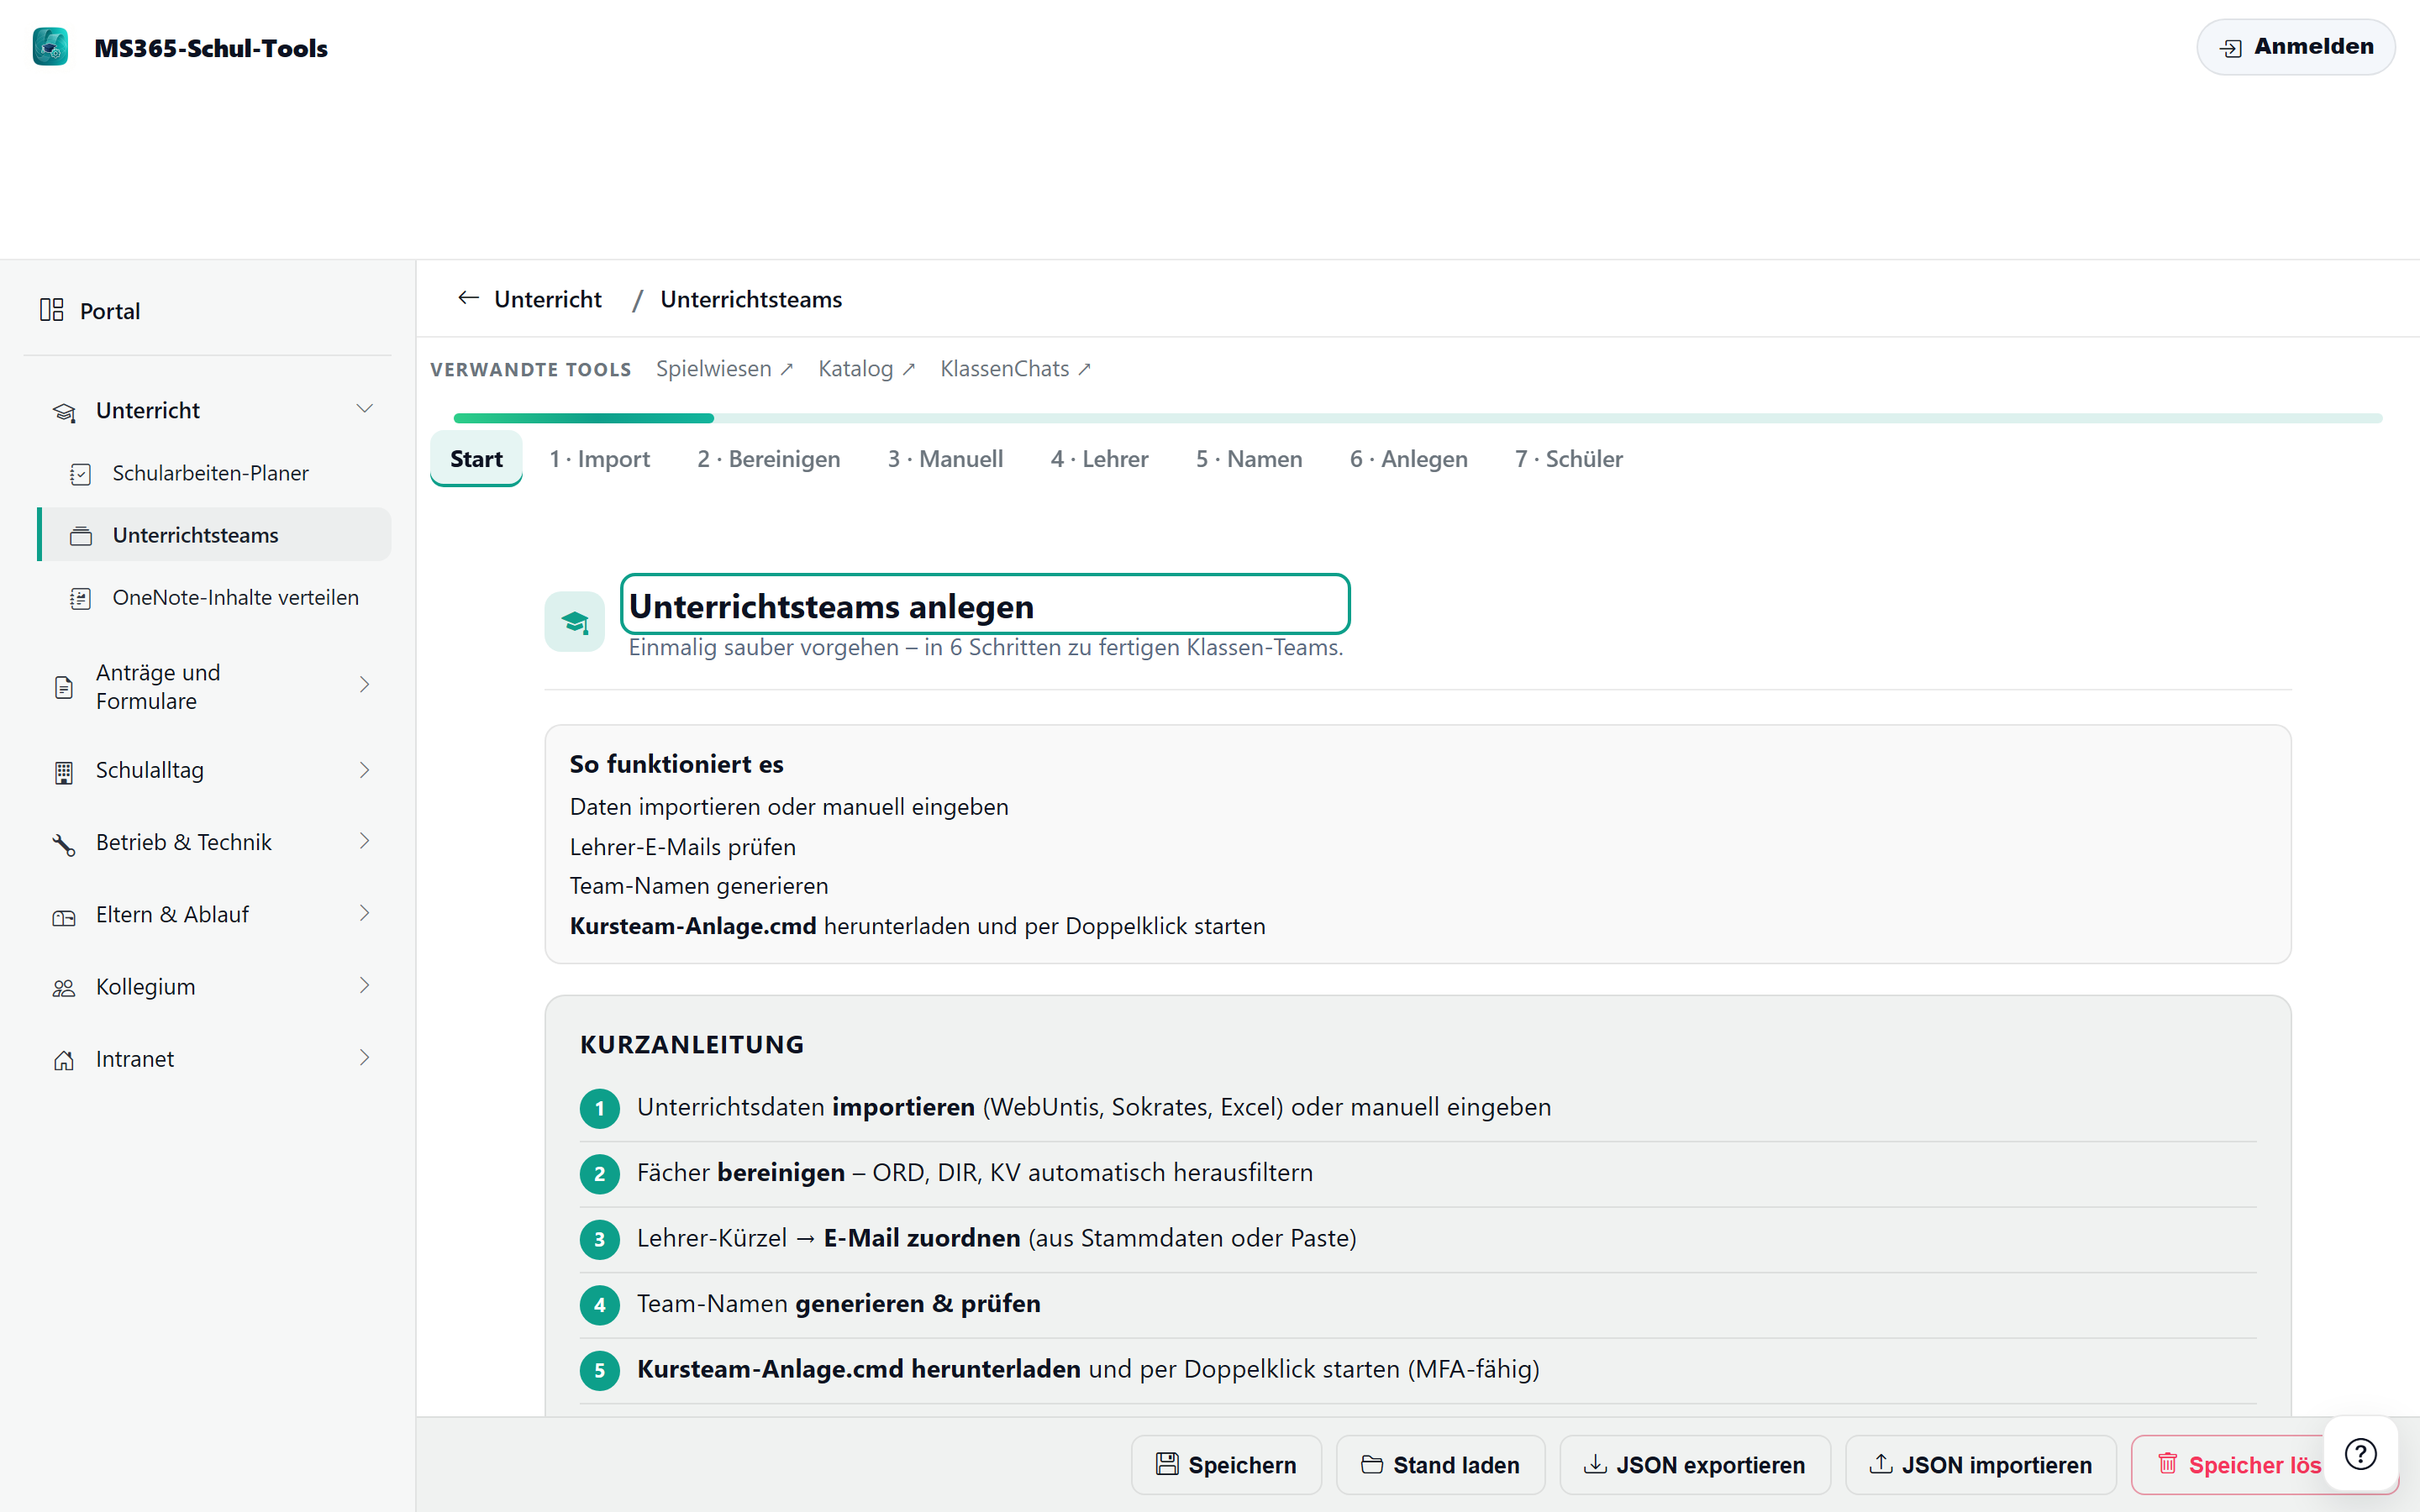 MS365-Schul-Tools
Anmelden
Portal
Unterricht
Schularbeiten-Planer
Unterrichtsteams
OneNote-Inhalte verteilen
Anträge und
Formulare
Schulalltag
Betrieb & Technik
Eltern & Ablauf
Kollegium
Intranet
← Unterricht / Unterrichtsteams
VERWANDTE TOOLS Spielwiesen ↗ Katalog ↗ KlassenChats ↗
Start 1 · Import 2 · Bereinigen 3 · Manuell 4 · Lehrer 5 · Namen 6 · Anlegen 7 · Schüler
Unterrichtsteams anlegen
Einmalig sauber vorgehen – in 6 Schritten zu fertigen Klassen-Teams.
So funktioniert es
Daten importieren oder manuell eingeben
Lehrer-E-Mails prüfen
Team-Namen generieren
Kursteam-Anlage.cmd herunterladen und per Doppelklick starten
KURZANLEITUNG
1 Unterrichtsdaten importieren (WebUntis, Sokrates, Excel) oder manuell eingeben
2 Fächer bereinigen – ORD, DIR, KV automatisch herausfiltern
3 Lehrer-Kürzel → E-Mail zuordnen (aus Stammdaten oder Paste)
4 Team-Namen generieren & prüfen
5 Kursteam-Anlage.cmd herunterladen und per Doppelklick starten (MFA-fähig)
Speichern Stand laden JSON exportieren JSON importieren Speicher lös
?